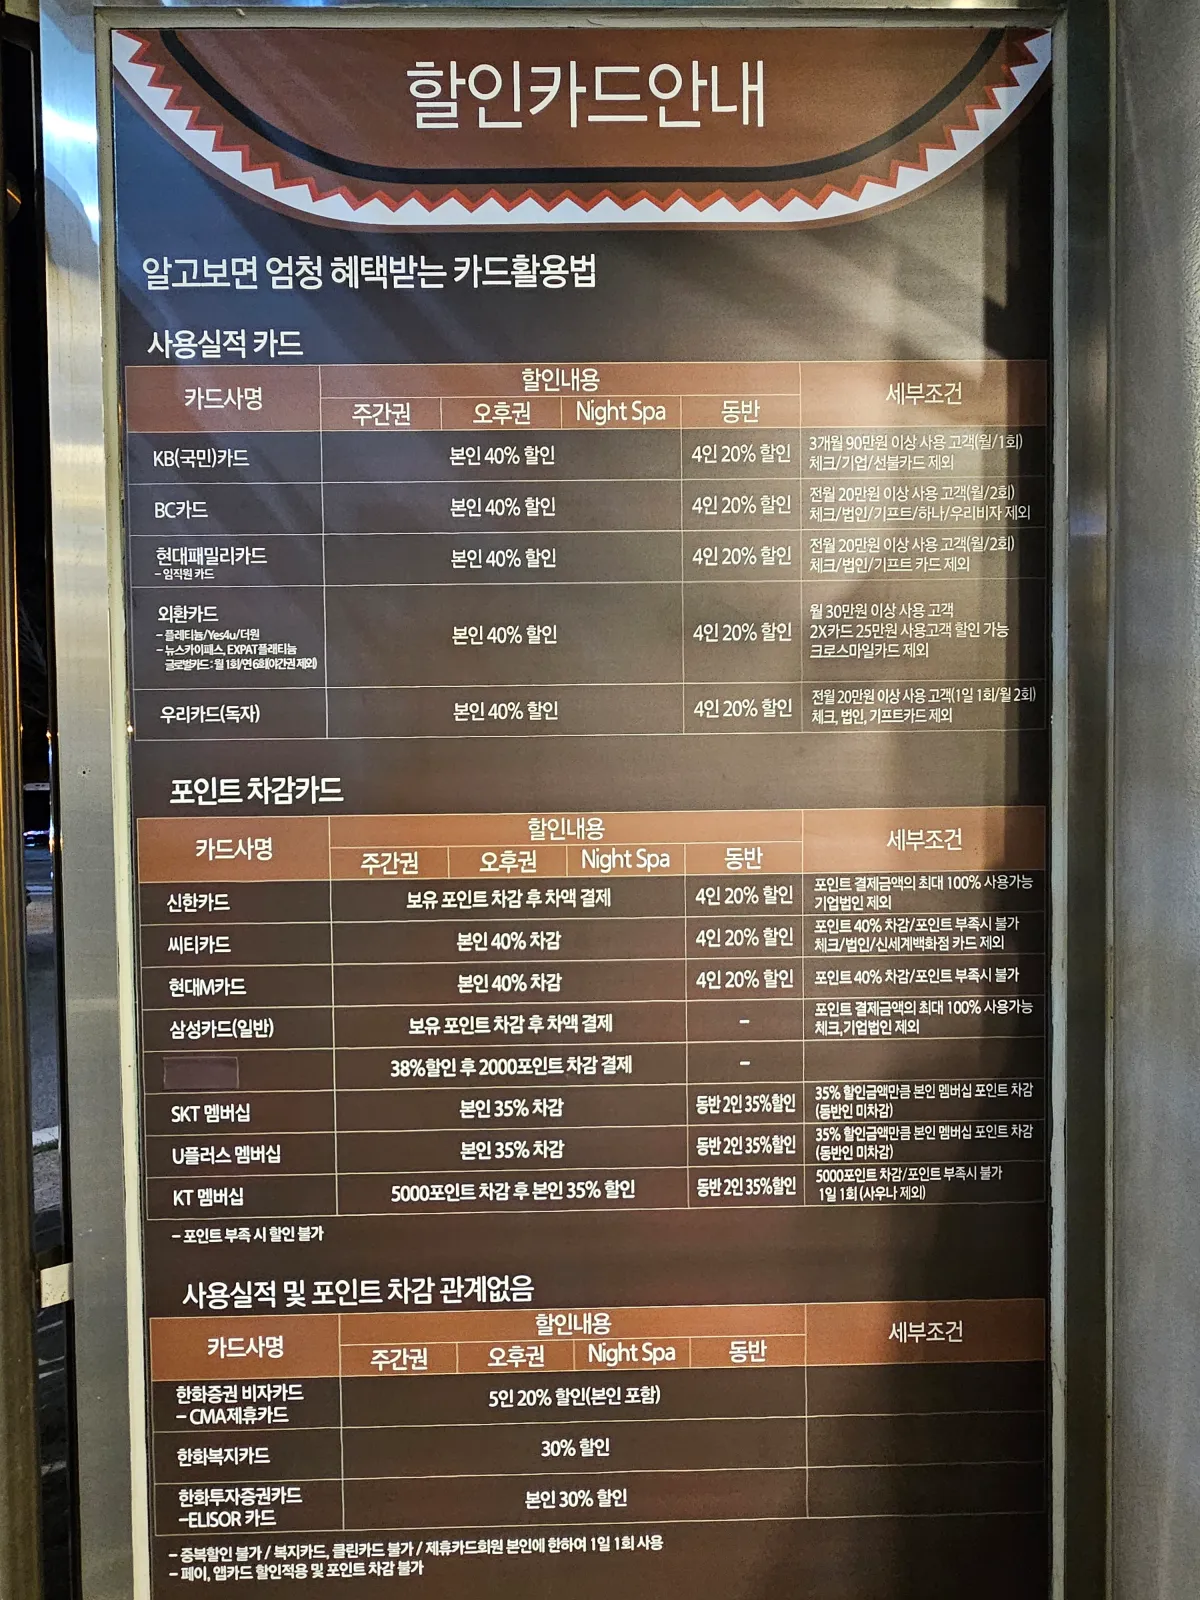 할인카드안내
알고보면 엄청 혜택받는 카드활용법
사용실적 카드
카드사명 할인내용 세부조건
주간권 오후권 Night Spa 동반
KB(국민)카드 본인 40% 할인 4인 20% 할인 3개월 90만원 이상 사용 고객(월/1회)
체크/기업/선불카드 제외
BC카드 본인 40% 할인 4인 20% 할인 전월 20만원 이상 사용 고객(월/2회)
체크/법인/기프트/하나/우리비자 제외
현대패밀리카드 본인 40% 할인 4인 20% 할인 전월 20만원 이상 사용 고객(월/2회)
- 임직원 카드 체크/법인/기프트 카드 제외
외환카드 본인 40% 할인 4인 20% 할인 월 30만원 이상 사용 고객
- 플레티늄/Yes4u/더원 2X카드 25만원 사용고객 할인 가능
- 뉴스카이패스, EXPAT플래티늄 크로스마일카드 제외
글로벌카드 : 월 1회/연 6회(야간권 제외)
우리카드(독자) 본인 40% 할인 4인 20% 할인 전월 20만원 이상 사용 고객(1일 1회/월 2회)
체크, 법인, 기프트카드 제외
포인트 차감카드
카드사명 할인내용 세부조건
주간권 오후권 Night Spa 동반
신한카드 보유 포인트 차감 후 차액 결제 4인 20% 할인 포인트 결제금액의 최대 100% 사용가능
기업법인 제외
씨티카드 본인 40% 차감 4인 20% 할인 포인트 40% 차감/포인트 부족시 불가
체크/법인/신세계백화점 카드 제외
현대M카드 본인 40% 차감 4인 20% 할인 포인트 40% 차감/포인트 부족시 불가
삼성카드(일반) 보유 포인트 차감 후 차액 결제 - 포인트 결제금액의 최대 100% 사용가능
체크,기업법인 제외
38%할인 후 2000포인트 차감 결제 -
SKT 멤버십 본인 35% 차감 동반 2인 35%할인 35% 할인금액만큼 본인 멤버십 포인트 차감
(동반인 미차감)
U플러스 멤버십 본인 35% 차감 동반 2인 35%할인 35% 할인금액만큼 본인 멤버십 포인트 차감
(동반인 미차감)
KT 멤버십 5000포인트 차감 후 본인 35% 할인 동반 2인 35%할인 5000포인트 차감/포인트 부족시 불가
1일 1회 (사우나 제외)
- 포인트 부족 시 할인 불가
사용실적 및 포인트 차감 관계없음
카드사명 할인내용 세부조건
주간권 오후권 Night Spa 동반
한화증권 비자카드 5인 20% 할인(본인 포함)
- CMA제휴카드
한화복지카드 30% 할인
한화투자증권카드 본인 30% 할인
-ELISOR 카드
- 중복할인 불가 / 복지카드, 클린카드 불가 / 제휴카드회원 본인에 한하여 1일 1회 사용
- 페이, 앱카드 할인적용 및 포인트 차감 불가